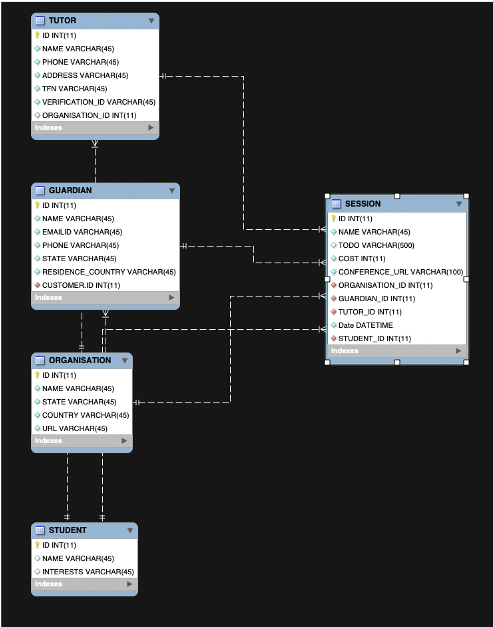 TUTOR
ID INT(11)
NAME VARCHAR(45)
PHONE VARCHAR(45)
ADDRESS VARCHAR(45)
TFN VARCHAR(45)
VERIFICATION_ID VARCHAR(45)
ORGANISATION_ID INT(11)
Indexes
GUARDIAN
ID INT(11)
NAME VARCHAR(45)
EMAILID VARCHAR(45)
PHONE VARCHAR(45)
STATE VARCHAR(45)
RESIDENCE_COUNTRY VARCHAR(45)
CUSTOMER.ID INT(11)
Indexes
SESSION
ID INT(11)
NAME VARCHAR(45)
TODO VARCHAR(500)
COST INT(11)
CONFERENCE_URL VARCHAR(100)
ORGANISATION_ID INT(11)
GUARDIAN_ID INT(11)
TUTOR_ID INT(11)
Date DATETIME
STUDENT_ID INT(11)
Indexes
ORGANISATION
ID INT(11)
NAME VARCHAR(45)
STATE VARCHAR(45)
COUNTRY VARCHAR(45)
URL VARCHAR(45)
Indexes
STUDENT
ID INT(11)
NAME VARCHAR(45)
INTERESTS VARCHAR(45)
Indexes